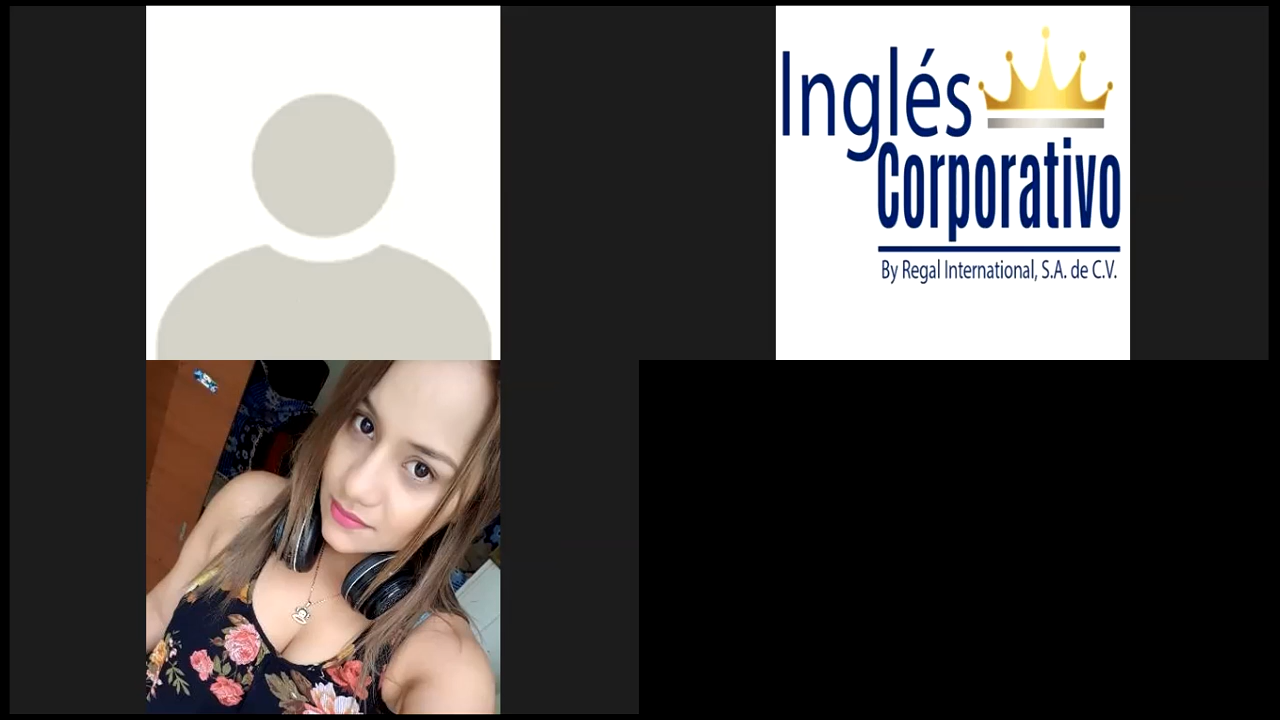 Inglés
Corporativo
By Regal International, S.A. de C.V.